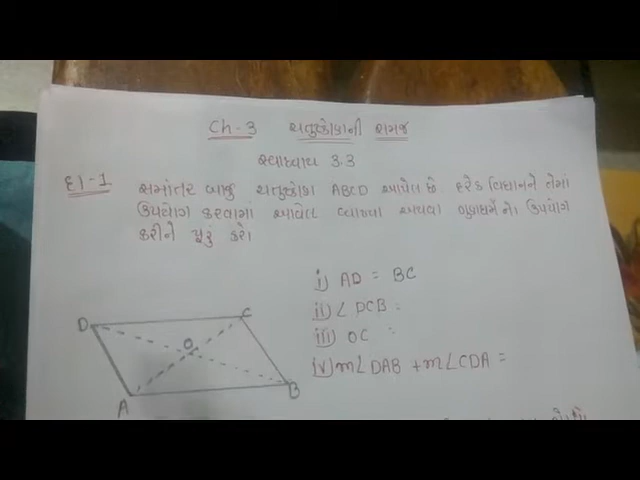 Ch-3 ચતુષ્કોણની સમજ
સ્વાધ્યાય 3.3
દા-1 સમાંતર બાજુ ચતુષ્કોણ ABCD આપેલ છે દરેક વિધાનને તેમાં
ઉપયોગ કરવામાં આવેલ વ્યાખ્યા અથવા ગુણધર્મનો ઉપયોગ
કરીને પૂરું કરો
i) AD = BC
ii) ∠ DCB :
iii) OC :
iv) m∠DAB + m∠CDA =
D
C
O
A
B